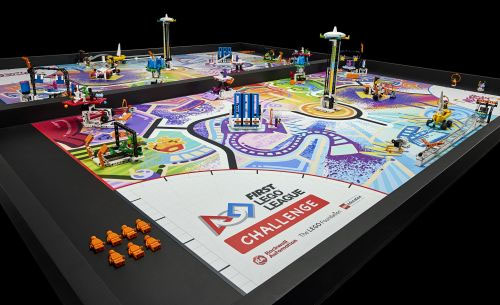 FIRST
LEGO
LEAGUE
CHALLENGE
Rockwell
Automation
The LEGO Foundation